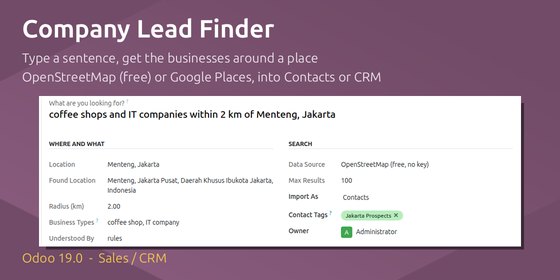 Company Lead Finder
Type a sentence, get the businesses around a place
OpenStreetMap (free) or Google Places, into Contacts or CRM
What are you looking for? ?
coffee shops and IT companies within 2 km of Menteng, Jakarta
WHERE AND WHAT
Location Menteng, Jakarta
Found Location Menteng, Jakarta Pusat, Daerah Khusus Ibukota Jakarta,
Indonesia
Radius (km) 2.00
Business Types ? coffee shop, IT company
Understood By rules
SEARCH
Data Source OpenStreetMap (free, no key)
Max Results 100
Import As Contacts
Contact Tags ? Jakarta Prospects ×
Owner A Administrator
Odoo 19.0 - Sales / CRM